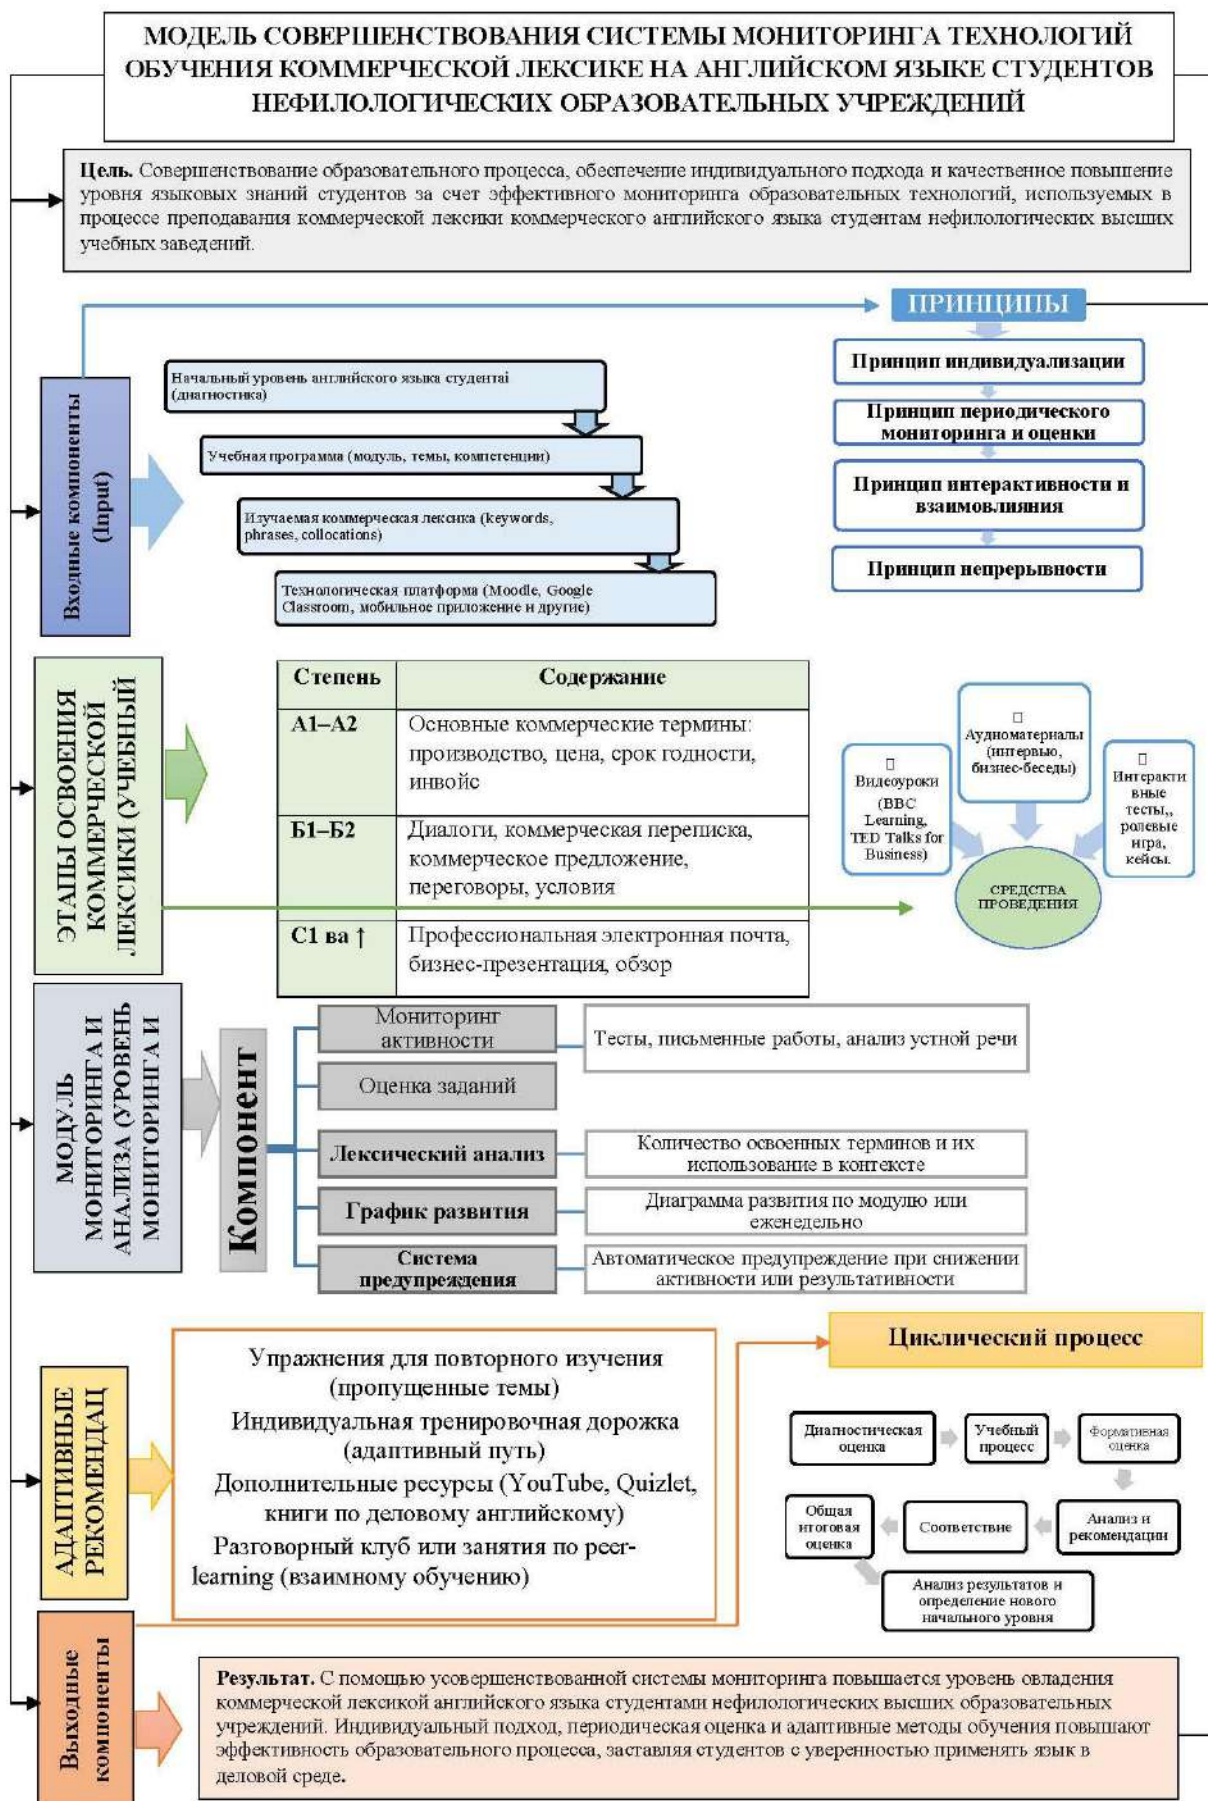 МОДЕЛЬ СОВЕРШЕНСТВОВАНИЯ СИСТЕМЫ МОНИТОРИНГА ТЕХНОЛОГИЙ
ОБУЧЕНИЯ КОММЕРЧЕСКОЙ ЛЕКСИКЕ НА АНГЛИЙСКОМ ЯЗЫКЕ СТУДЕНТОВ
НЕФИЛОЛОГИЧЕСКИХ ОБРАЗОВАТЕЛЬНЫХ УЧРЕЖДЕНИЙ
Цель. Совершенствование образовательного процесса, обеспечение индивидуального подхода и качественное повышение
уровня языковых знаний студентов за счет эффективного мониторинга образовательных технологий, используемых в
процессе преподавания коммерческой лексики коммерческого английского языка студентам нефилологических высших
учебных заведений.
Входные компоненты
(Input)
Начальный уровень английского языка студентаi
(диагностика)
Учебная программа (модуль, темы, компетенции)
Изучаемая коммерческая лексика (keywords,
phrases, collocations)
Технологическая платформа (Moodle, Google
Classroom, мобильное приложение и другие)
ПРИНЦИПЫ
Принцип индивидуализации
Принцип периодического
мониторинга и оценки
Принцип интерактивности и
взаимовлияния
Принцип непрерывности
ЭТАПЫ ОСВОЕНИЯ
КОММЕРЧЕСКОЙ
ЛЕКСИКИ (УЧЕБНЫЙ
Степень
Содержание
А1–А2
Основные коммерческие термины:
производство, цена, срок годности,
инвойс
Б1–Б2
Диалоги, коммерческая переписка,
коммерческое предложение,
переговоры, условия
С1 ва ↑
Профессиональная электронная почта,
бизнес-презентация, обзор
Видеоуроки
(BBC
Learning,
TED Talks for
Business)
Аудиоматериалы
(интервью,
бизнес-беседы)
Интеракти
вные
тесты,,
ролевые
игра,
кейсы.
СРЕДСТВА
ПРОВЕДЕНИЯ
МОДУЛЬ
МОНИТОРИНГА И
АНАЛИЗА (УРОВЕНЬ
МОНИТОРИНГА И
Компонент
Мониторинг
активности
Тесты, письменные работы, анализ устной речи
Оценка заданий
Лексический анализ
Количество освоенных терминов и их
использование в контексте
График развития
Диаграмма развития по модулю или
еженедельно
Система
предупреждения
Автоматическое предупреждение при снижении
активности или результативности
АДАПТИВНЫЕ
РЕКОМЕНДАЦ
Упражнения для повторного изучения
(пропущенные темы)
Индивидуальная тренировочная дорожка
(адаптивный путь)
Дополнительные ресурсы (YouTube, Quizlet,
книги по деловому английскому)
Разговорный клуб или занятия по peer-
learning (взаимному обучению)
Циклический процесс
Диагностическая
оценка
Учебный
процесс
Формативная
оценка
Анализ и
рекомендации
Соответствие
Общая
итоговая
оценка
Анализ результатов и
определение нового
начального уровня
Выходные
компоненты
Результат. С помощью усовершенствованной системы мониторинга повышается уровень овладения
коммерческой лексикой английского языка студентами нефилологических высших образовательных
учреждений. Индивидуальный подход, периодическая оценка и адаптивные методы обучения повышают
эффективность образовательного процесса, заставляя студентов с уверенностью применять язык в
деловой среде.